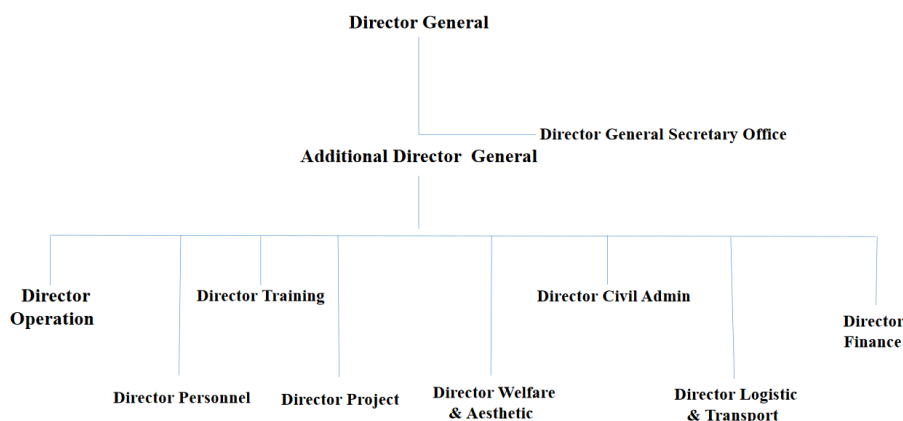 Director General
Director General Secretary Office
Additional Director General
Director
Operation
Director Training
Director Civil Admin
Director
Finance
Director Personnel
Director Project
Director Welfare
& Aesthetic
Director Logistic
& Transport